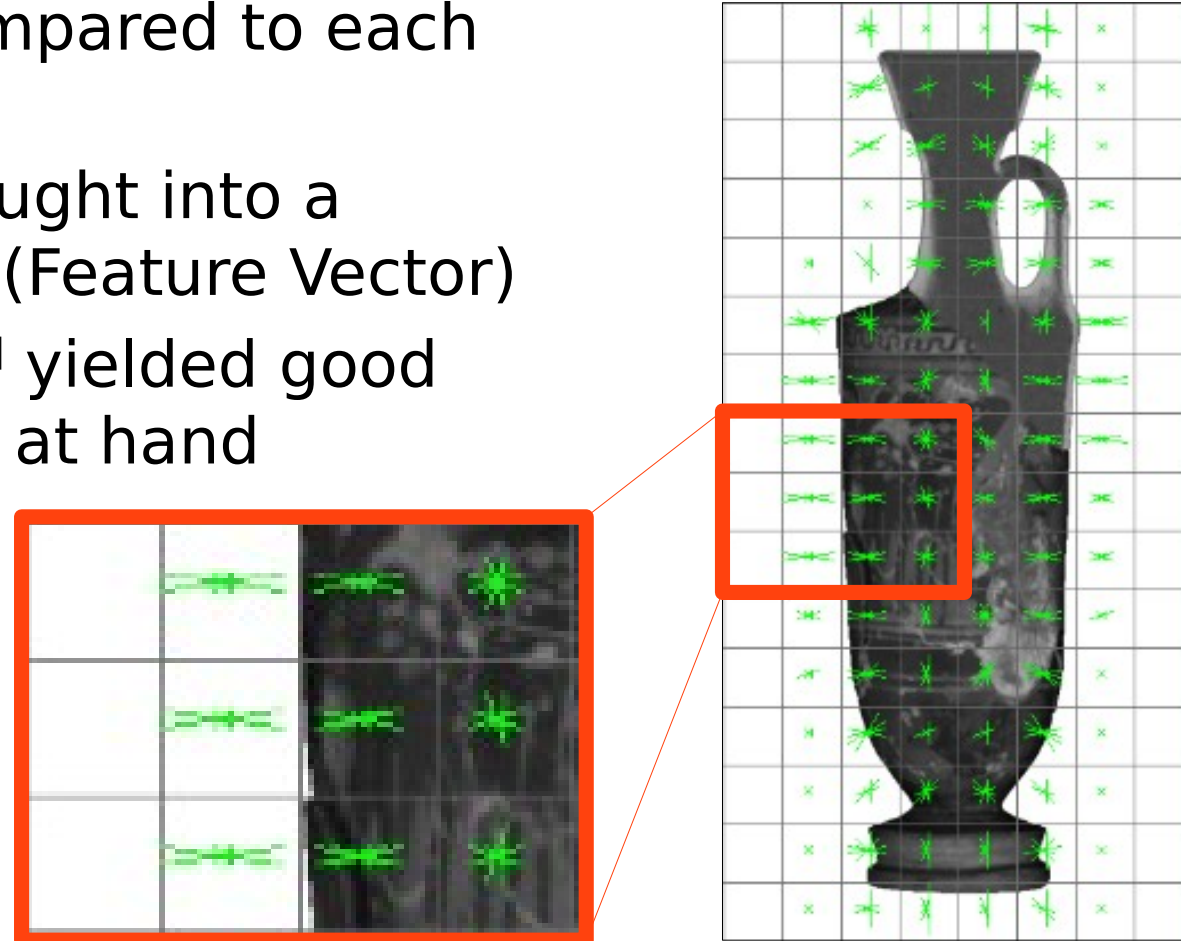 mpared to each
ught into a
(Feature Vector)
yielded good
at hand